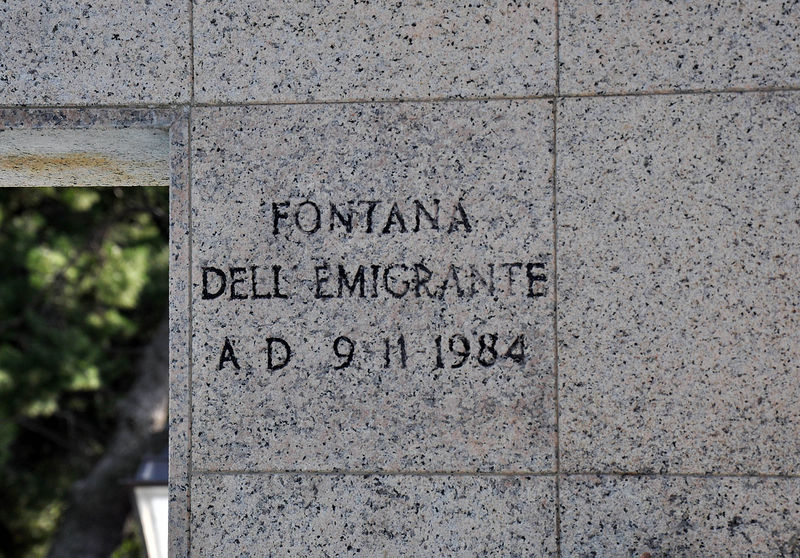 FONTANA
DELL EMIGRANTE
A D 9 11 1984